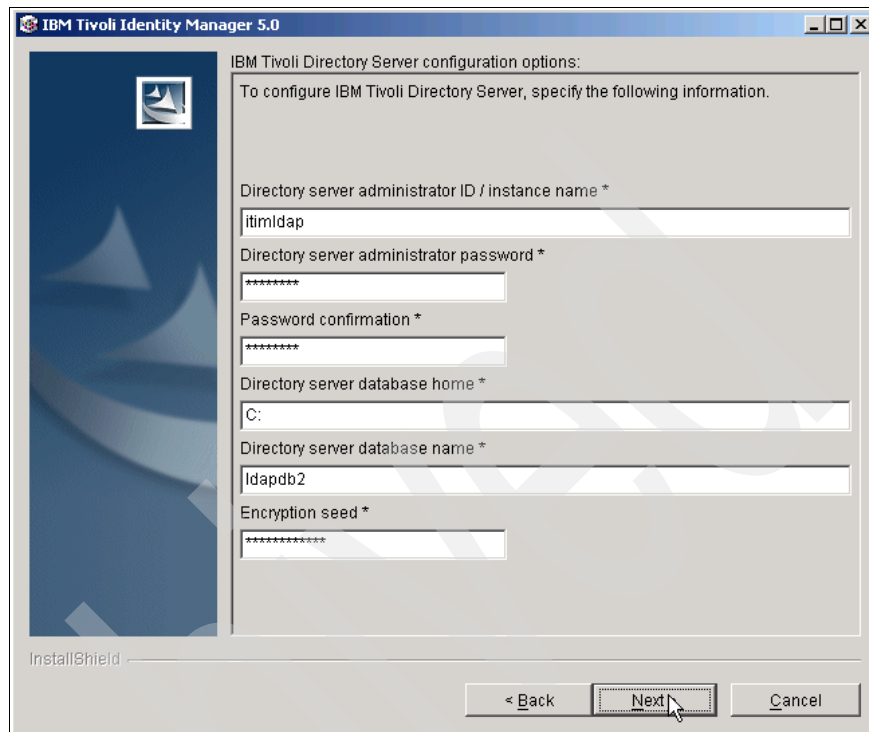 IBM Tivoli Identity Manager 5.0
IBM Tivoli Directory Server configuration options:
To configure IBM Tivoli Directory Server, specify the following information.
Directory server administrator ID / instance name *
itimldap
Directory server administrator password *
********
Password confirmation *
********
Directory server database home *
C:
Directory server database name *
ldapdb2
Encryption seed *
************
InstallShield
< Back
Next >
Cancel